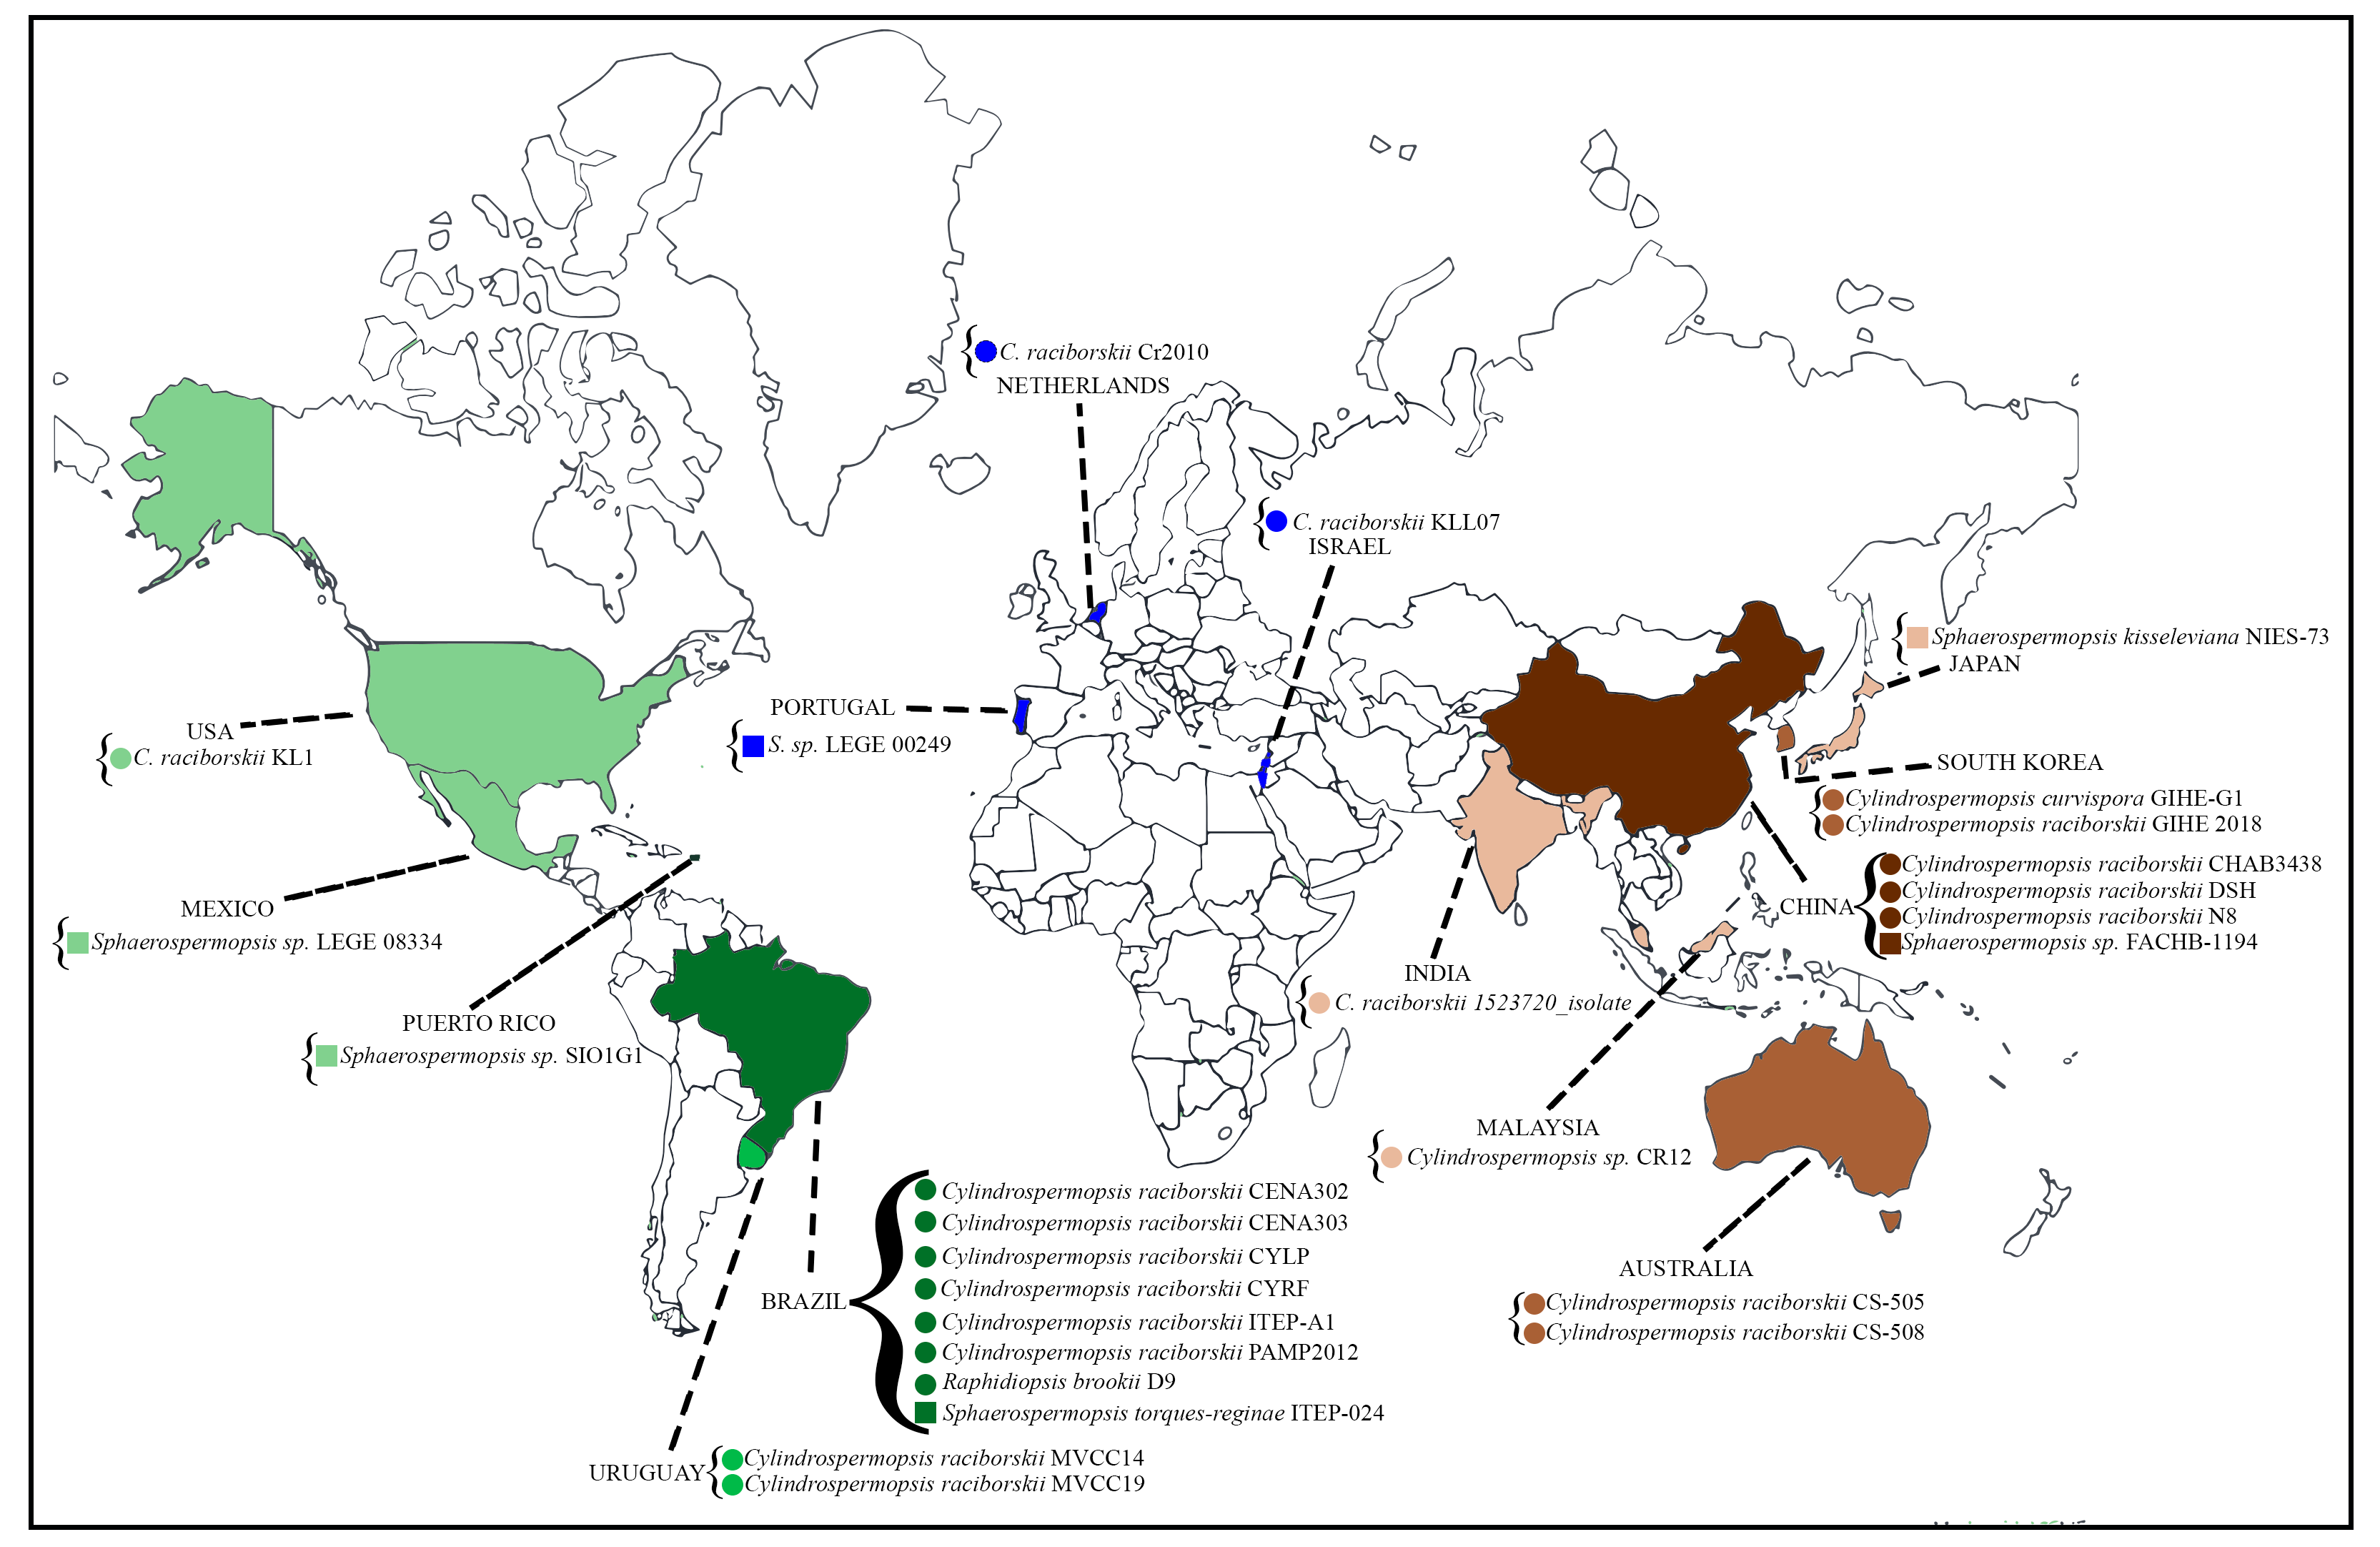 C. raciborskii Cr2010
NETHERLANDS
C. raciborskii KLL07
ISRAEL
Sphaerospermopsis kisseleviana NIES-73
JAPAN
PORTUGAL
S. sp. LEGE 00249
USA
C. raciborskii KL1
SOUTH KOREA
Cylindrospermopsis curvispora GIHE-G1
Cylindrospermopsis raciborskii GIHE 2018
CHINA
Cylindrospermopsis raciborskii CHAB3438
Cylindrospermopsis raciborskii DSH
Cylindrospermopsis raciborskii N8
Sphaerospermopsis sp. FACHB-1194
MEXICO
Sphaerospermopsis sp. LEGE 08334
INDIA
C. raciborskii 1523720_isolate
PUERTO RICO
Sphaerospermopsis sp. SIO1G1
MALAYSIA
Cylindrospermopsis sp. CR12
AUSTRALIA
Cylindrospermopsis raciborskii CS-505
Cylindrospermopsis raciborskii CS-508
BRAZIL
Cylindrospermopsis raciborskii CENA302
Cylindrospermopsis raciborskii CENA303
Cylindrospermopsis raciborskii CYLP
Cylindrospermopsis raciborskii CYRF
Cylindrospermopsis raciborskii ITEP-A1
Cylindrospermopsis raciborskii PAMP2012
Raphidiopsis brookii D9
Sphaerospermopsis torques-reginae ITEP-024
URUGUAY
Cylindrospermopsis raciborskii MVCC14
Cylindrospermopsis raciborskii MVCC19